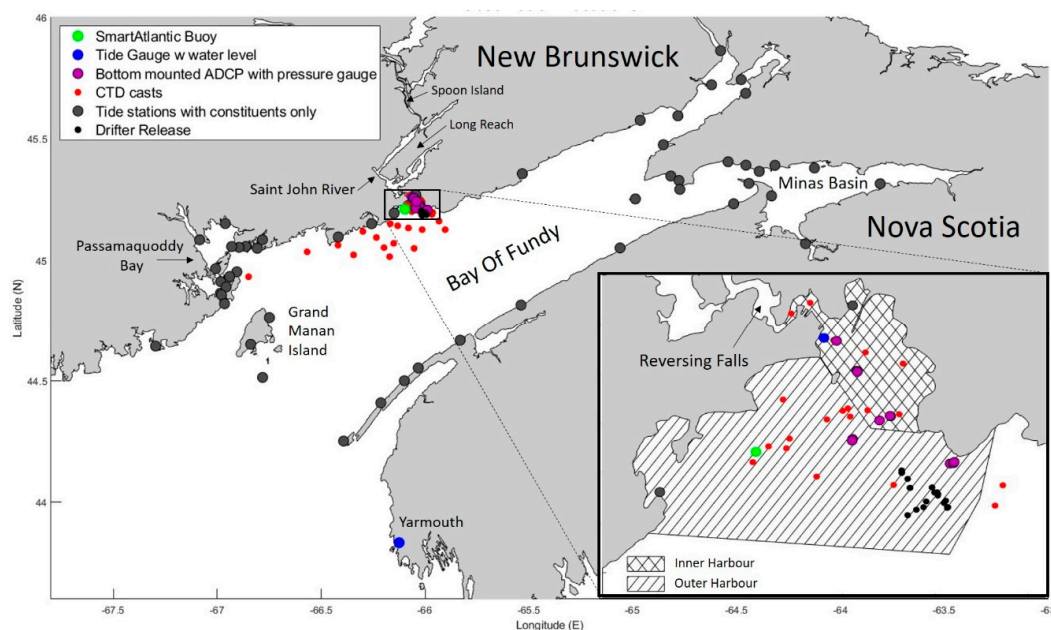 46
45.5
45
44.5
44
Latitude (N)
SmartAtlantic Buoy
Tide Gauge w water level
Bottom mounted ADCP with pressure gauge
CTD casts
Tide stations with constituents only
Drifter Release
New Brunswick
Spoon Island
Long Reach
Saint John River
Minas Basin
Nova Scotia
Passamaquoddy
Bay
Bay Of Fundy
Grand
Manan
Island
Reversing Falls
Yarmouth
Inner Harbour
Outer Harbour
-67.5
-67
-66.5
-66
-65.5
-65
-64.5
-64
-63.5
Longitude (E)